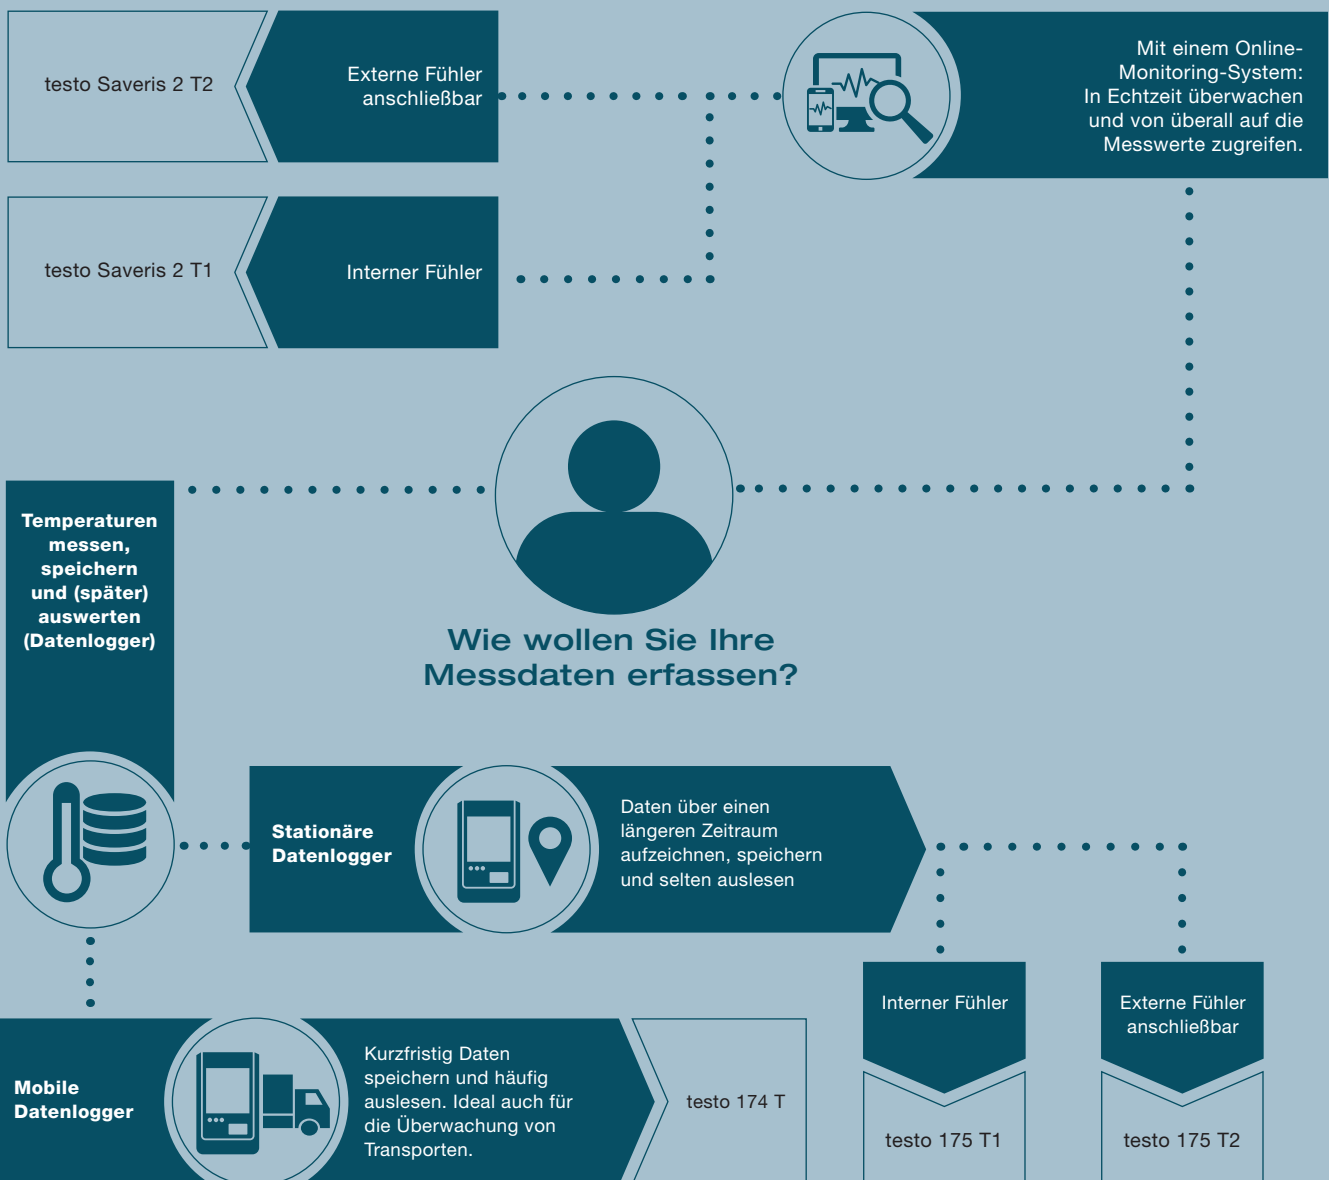 testo Saveris 2 T2
Externe Fühler
anschließbar
Mit einem Online-
Monitoring-System:
In Echtzeit überwachen
und von überall auf die
Messwerte zugreifen.
testo Saveris 2 T1
Interner Fühler
Temperaturen
messen,
speichern
und (später)
auswerten
(Datenlogger)
Wie wollen Sie Ihre
Messdaten erfassen?
Stationäre
Datenlogger
Daten über einen
längeren Zeitraum
aufzeichnen, speichern
und selten auslesen
Interner Fühler
Externe Fühler
anschließbar
Mobile
Datenlogger
Kurzfristig Daten
speichern und häufig
auslesen. Ideal auch für
die Überwachung von
Transporten.
testo 174 T
testo 175 T1
testo 175 T2